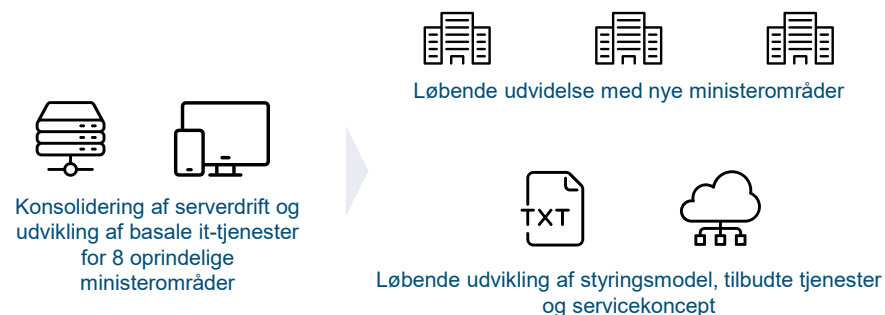 Løbende udvidelse med nye ministerområder
Konsolidering af serverdrift og
udvikling af basale it-tjenester
for 8 oprindelige
ministerområder
TXT
Løbende udvikling af styringsmodel, tilbudte tjenester
og servicekoncept